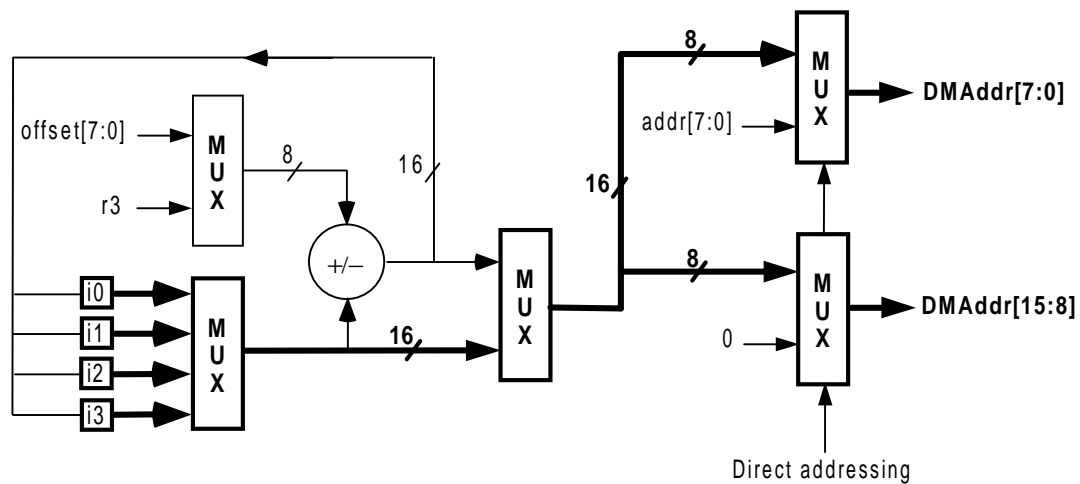 8
M
U
X
DMAddr[7:0]
addr[7:0]
offset[7:0]
M
U
X
8
16
r3
16
+/−
M
U
X
8
M
U
X
DMAddr[15:8]
0
i0
i1
i2
i3
M
U
X
16
Direct addressing